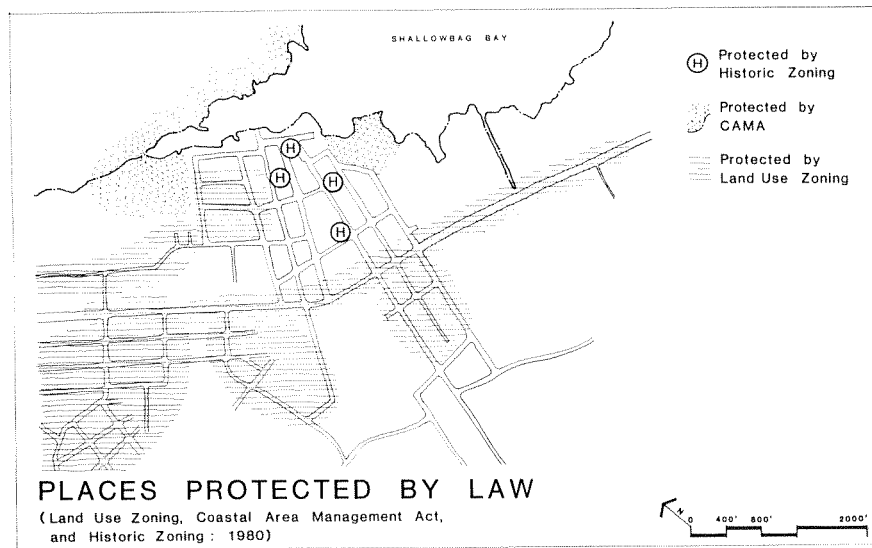 SHALLOWBAG BAY
H
Protected by
Historic Zoning
Protected by
CAMA
Protected by
Land Use Zoning
H
H
H
H
PLACES PROTECTED BY LAW
(Land Use Zoning, Coastal Area Management Act,
and Historic Zoning: 1980)
N
0 400' 800' 2000'